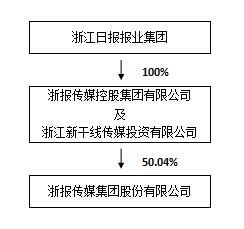 浙江日报报业集团
100%
浙报传媒控股集团有限公司
及
浙江新干线传媒投资有限公司
50.04%
浙报传媒集团股份有限公司